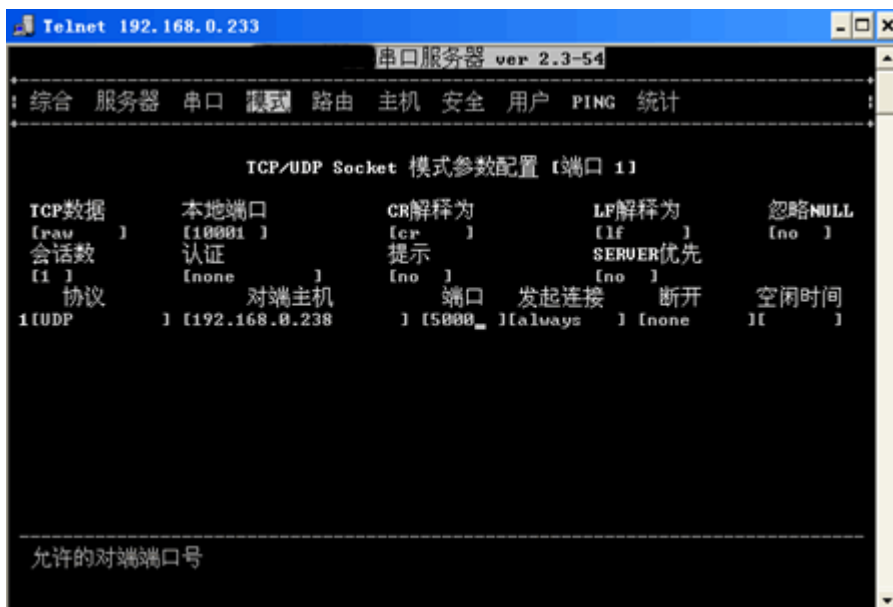 Telnet 192.168.0.233
串口服务器 ver 2.3-54
综合 服务器 串口 模式 路由 主机 安全 用户 PING 统计
TCP/UDP Socket 模式参数配置 [端口 1]
TCP数据 本地端口 CR解释为 LF解释为 忽略NULL
[raw ] [10001 ] [cr ] [lf ] [no ]
会话数 认证 提示 SERVER优先
[1 ] [none ] [no ] [no ]
协议 对端主机 端口 发起连接 断开 空闲时间
1[UDP ] [192.168.0.238 ] [5000_ ][always ] [none ][ ]
允许的对端端口号